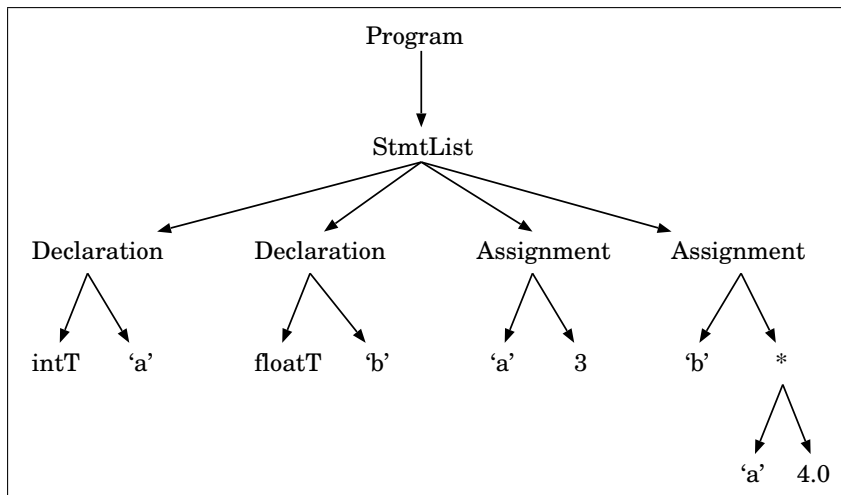 Program
StmtList
Declaration Declaration Assignment Assignment
intT ‘a’ floatT ‘b’ ‘a’ 3 ‘b’ *
‘a’ 4.0